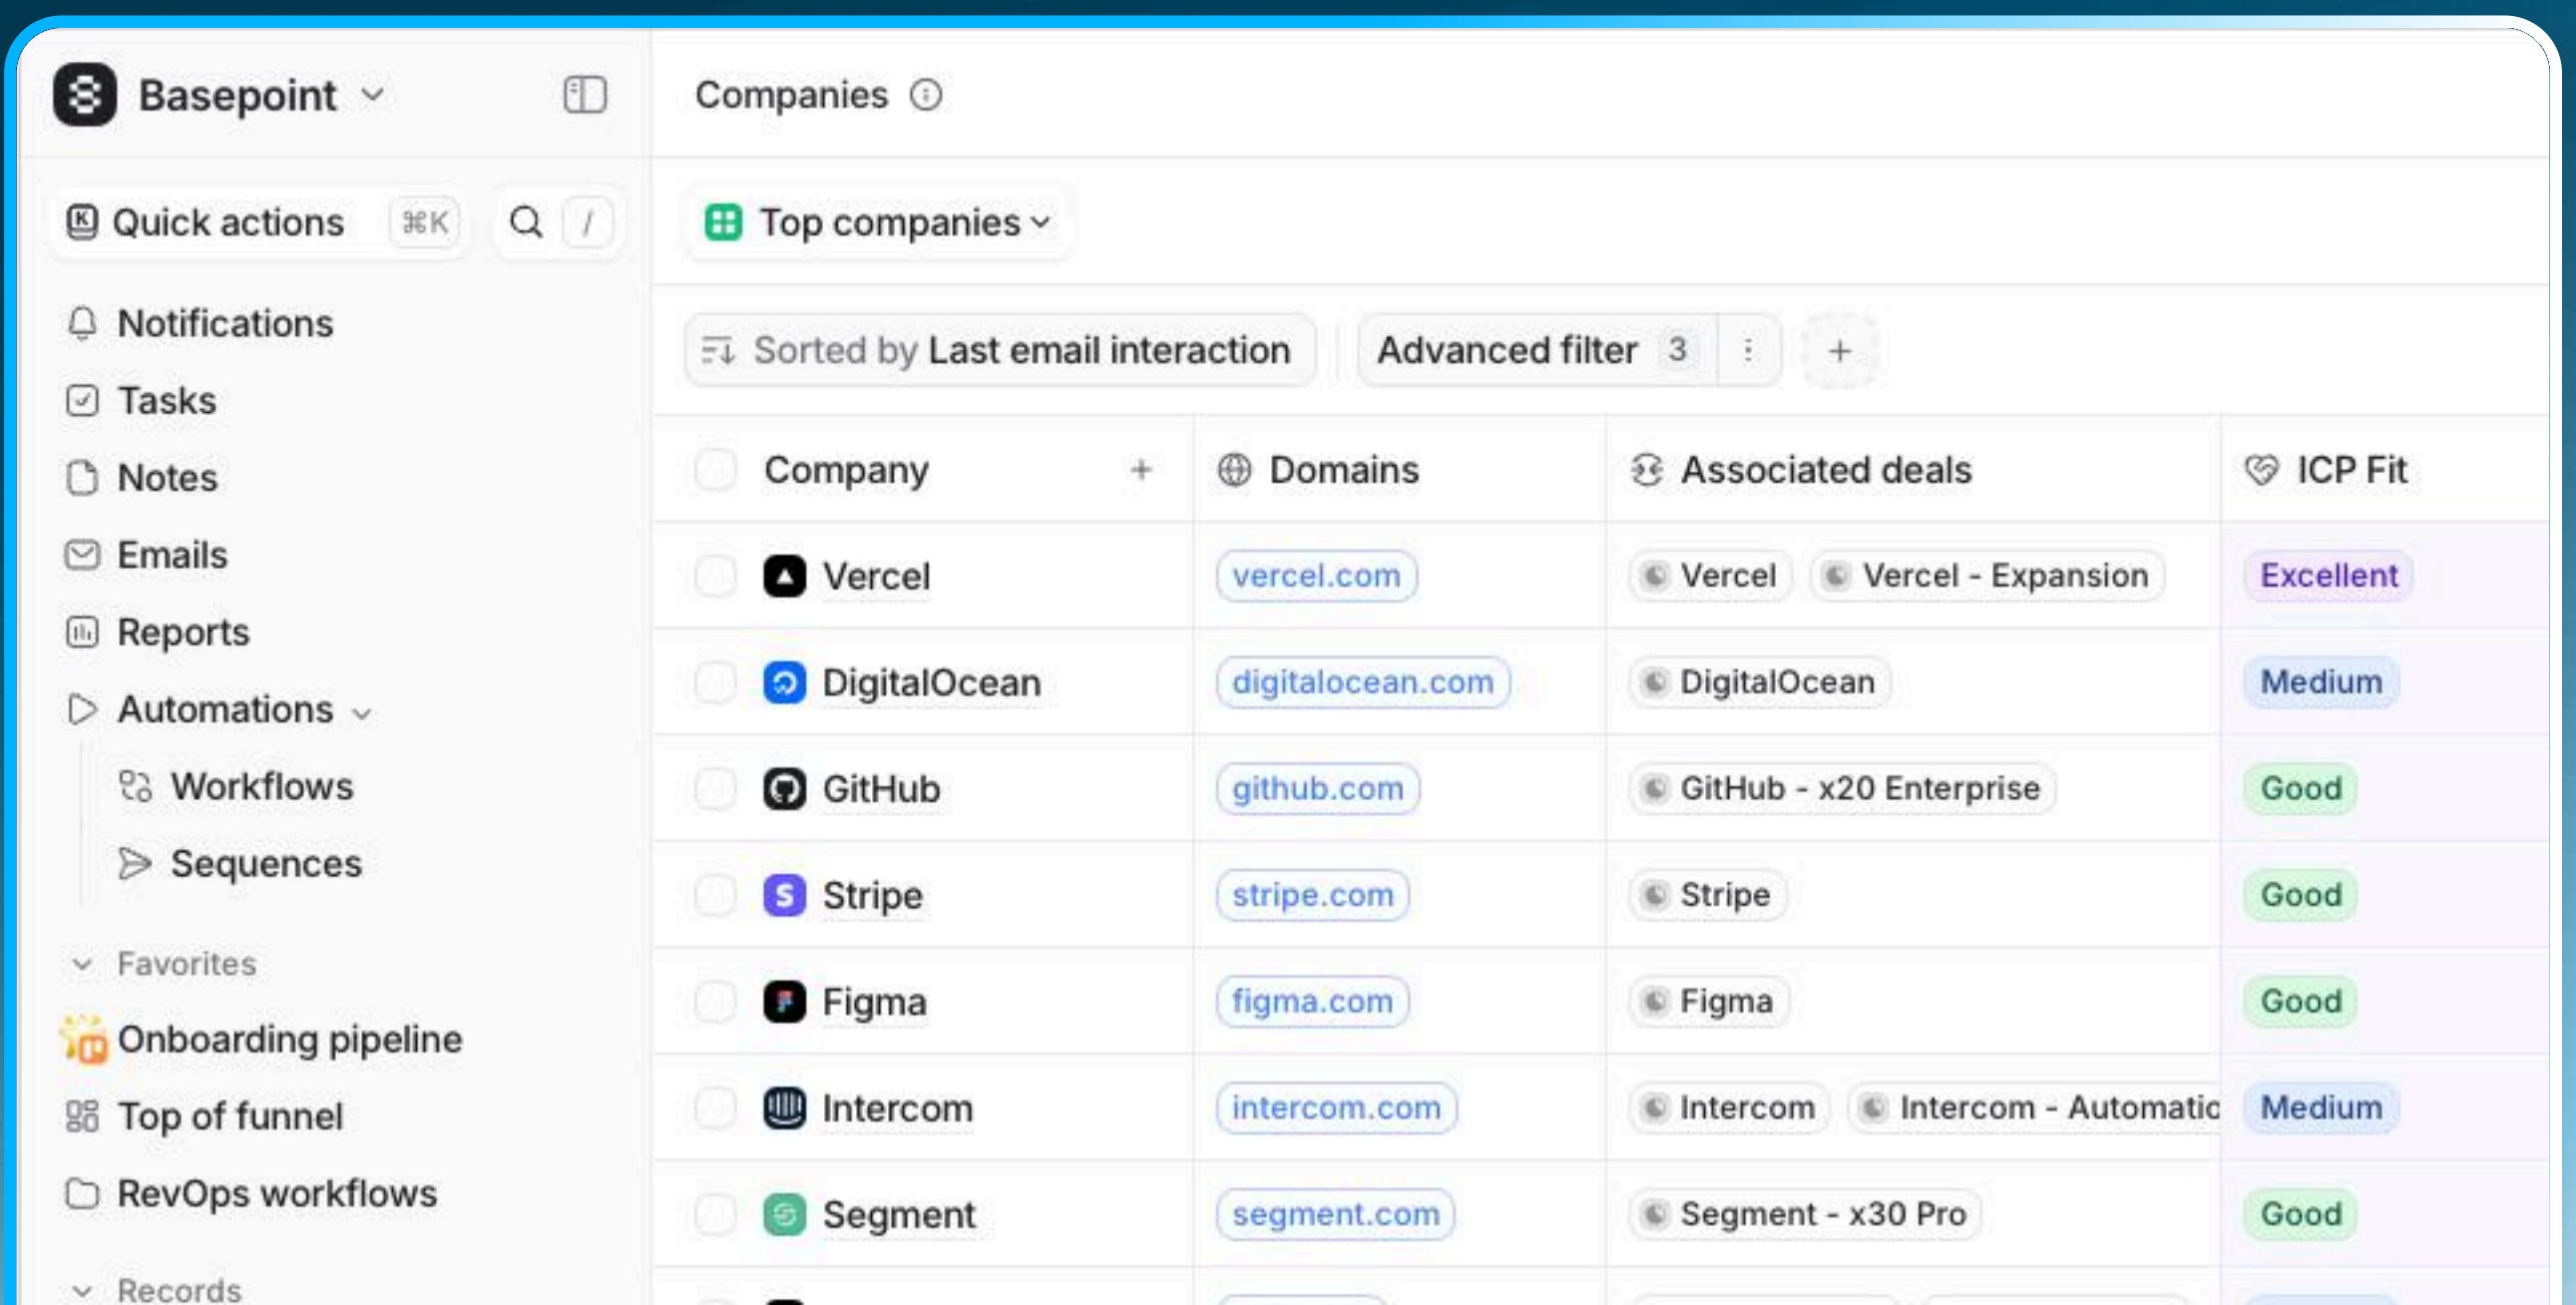 Basepoint
Companies
Quick actions ⌘K /
Top companies
Notifications
Sorted by Last email interaction Advanced filter 3 +
Tasks
Notes
Emails
Reports
Automations
Workflows
Sequences
Favorites
Onboarding pipeline
Top of funnel
RevOps workflows
Records
Company + Domains Associated deals ICP Fit
Vercel vercel.com Vercel Vercel - Expansion Excellent
DigitalOcean digitalocean.com DigitalOcean Medium
GitHub github.com GitHub - x20 Enterprise Good
Stripe stripe.com Stripe Good
Figma figma.com Figma Good
Intercom intercom.com Intercom Intercom - Automatio Medium
Segment segment.com Segment - x30 Pro Good